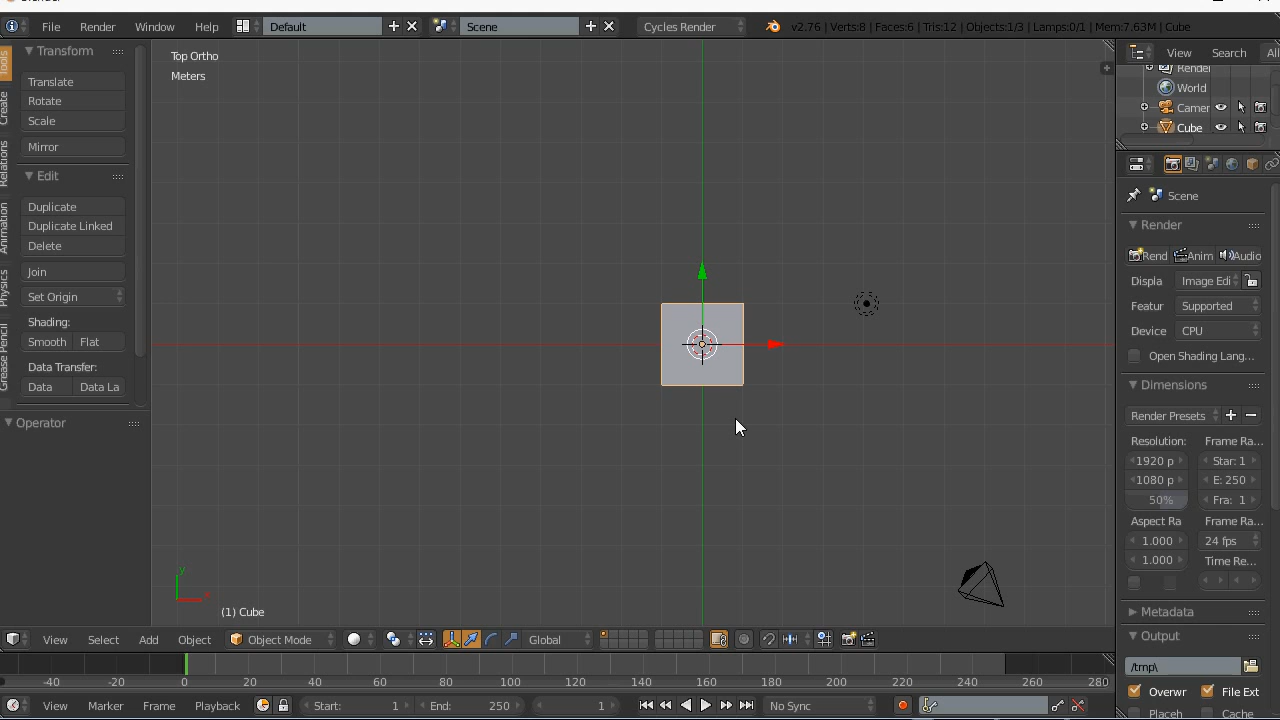 File Render Window Help Default Scene Cycles Render v2.76 | Verts:8 | Faces:6 | Tris:12 | Objects:1/3 | Lamps:0/1 | Mem:7.63M | Cube
Tools
Create
Relations
Animation
Physics
Grease Pencil
Transform
Translate
Rotate
Scale
Mirror
Edit
Duplicate
Duplicate Linked
Delete
Join
Set Origin
Shading:
Smooth Flat
Data Transfer:
Data Data La
Operator
Top Ortho
Meters
y
x
(1) Cube
View Search All
Render
World
Camer
Cube
Scene
Render
Rend Anim Audio
Displa Image Edi
Featur Supported
Device CPU
Open Shading Lang...
Dimensions
Render Presets
Resolution: Frame Ra...
1920 p Star: 1
1080 p E: 250
50% Fra: 1
Aspect Ra Frame Ra...
1.000 24 fps
1.000 Time Re...
Metadata
Output
/tmp\
Overwr File Ext
Placeh Cache
View Select Add Object Object Mode Global
-40 -20 0 20 40 60 80 100 120 140 160 180 200 220 240 260 280
View Marker Frame Playback Start: 1 End: 250 1 No Sync